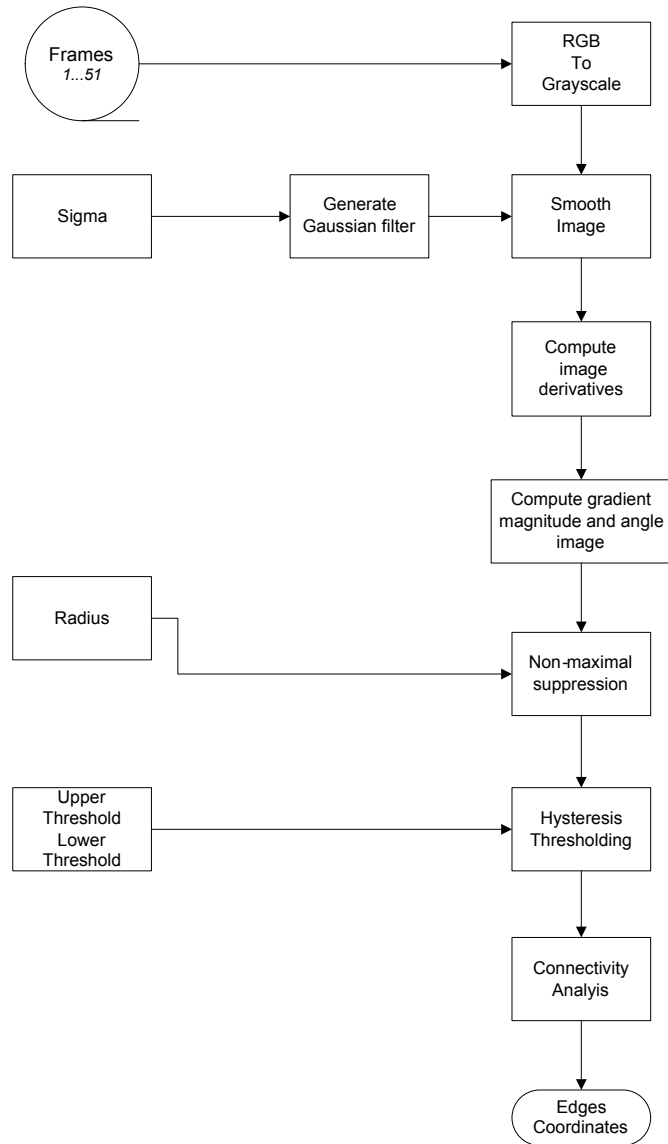 Frames
1...51
RGB
To
Grayscale
Sigma
Generate
Gaussian filter
Smooth
Image
Compute
image
derivatives
Compute gradient
magnitude and angle
image
Radius
Non-maximal
suppression
Upper
Threshold
Lower
Threshold
Hysteresis
Thresholding
Connectivity
Analyis
Edges
Coordinates